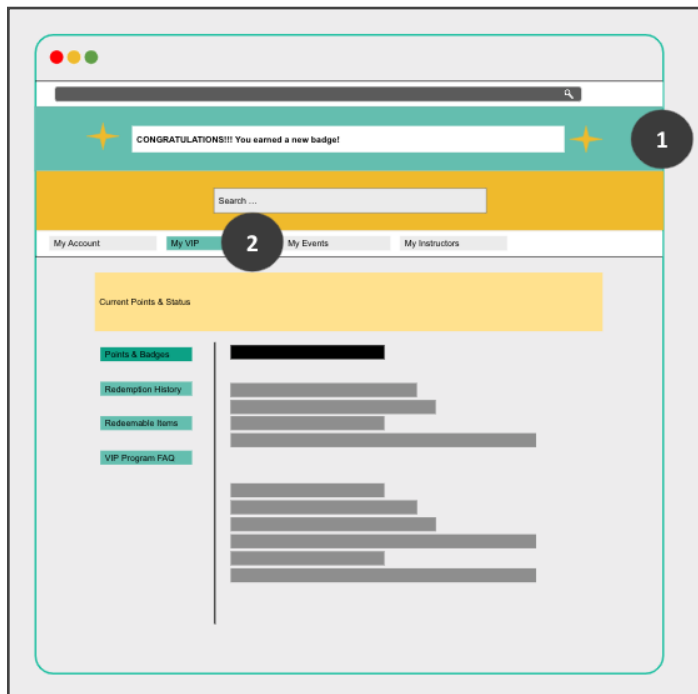 CONGRATULATIONS!!! You earned a new badge!
1
Search ...
My Account My VIP 2 My Events My Instructors
Current Points & Status
Points & Badges
Redemption History
Redeemable Items
VIP Program FAQ